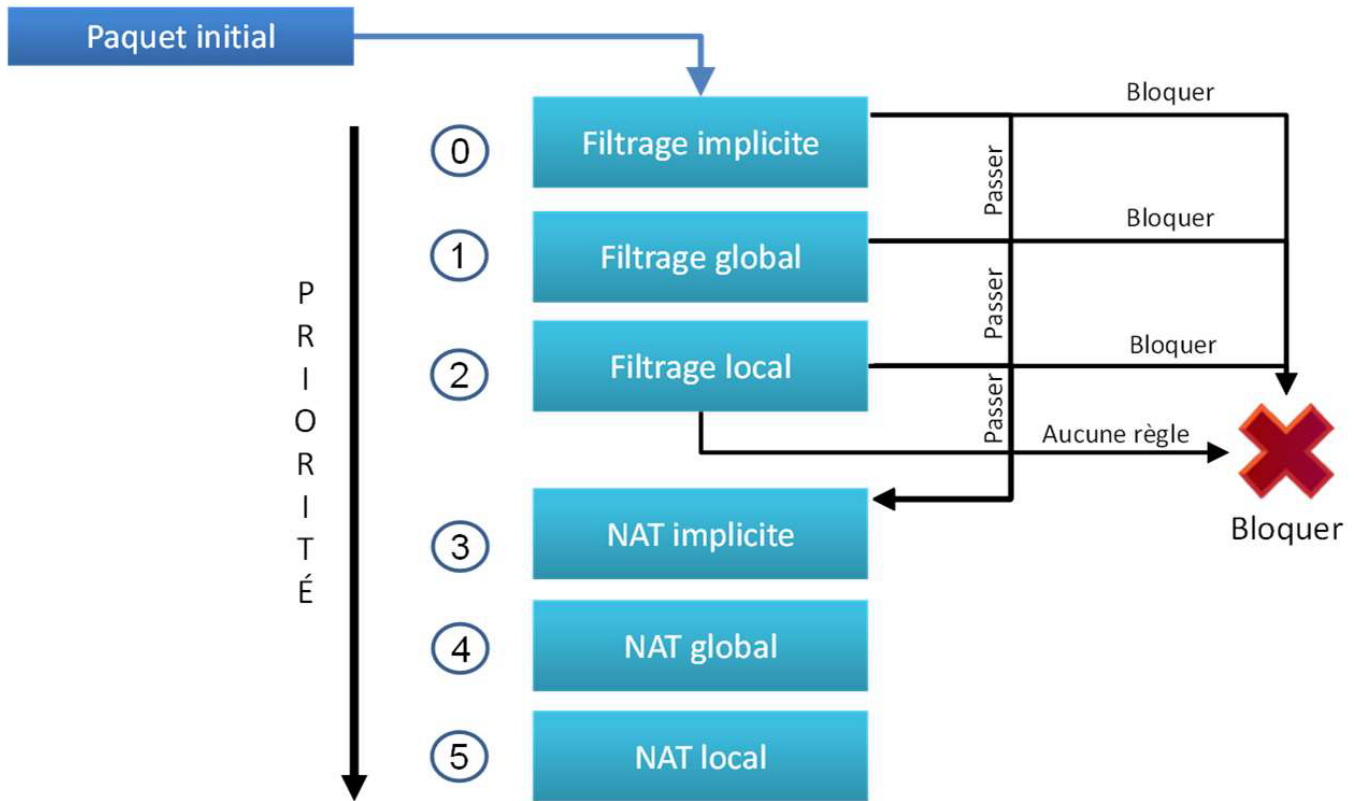 Paquet initial
PRIORITÉ
0
Filtrage implicite
Bloquer
Passer
1
Filtrage global
Bloquer
Passer
2
Filtrage local
Bloquer
Passer
Aucune règle
Bloquer
3
NAT implicite
4
NAT global
5
NAT local